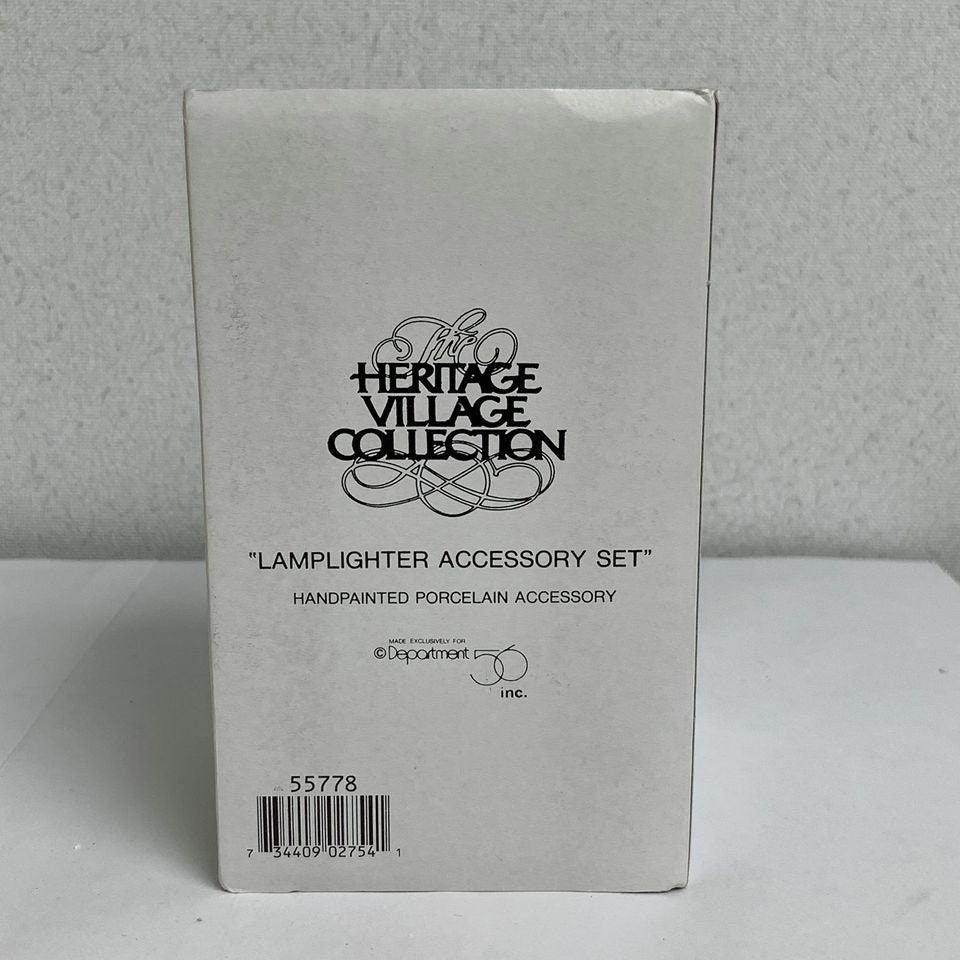 The
HERITAGE
VILLAGE
COLLECTION
"LAMPLIGHTER ACCESSORY SET"
HANDPAINTED PORCELAIN ACCESSORY
MADE EXCLUSIVELY FOR
© Department 56
inc.
55778
7 34409 02754 1